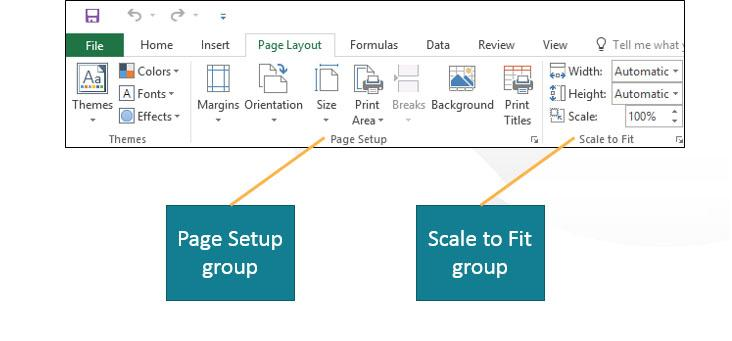 File Home Insert Page Layout Formulas Data Review View Tell me what
Colors Width: Automatic
Aa A Fonts Height: Automatic
Themes Margins Orientation Size Print Breaks Background Print
Effects Area Titles Scale: 100%
Themes Page Setup Scale to Fit
Page Setup
group
Scale to Fit
group